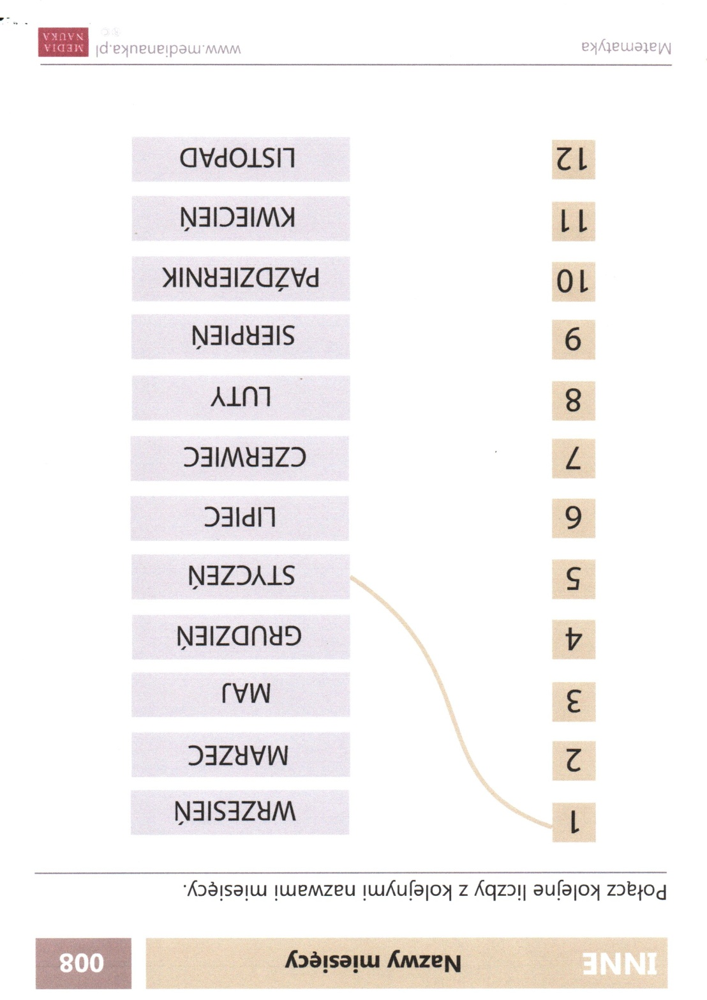 INNE Nazwy miesięcy 008
Połącz kolejne liczby z kolejnymi nazwami miesięcy.
1 WRZESIEŃ
2 MARZEC
3 MAJ
4 GRUDZIEŃ
5 STYCZEŃ
6 LIPIEC
7 CZERWIEC
8 LUTY
9 SIERPIEŃ
10 PAŹDZIERNIK
11 KWIECIEŃ
12 LISTOPAD
Matematyka www.medianauka.pl MEDIA
NAUKA